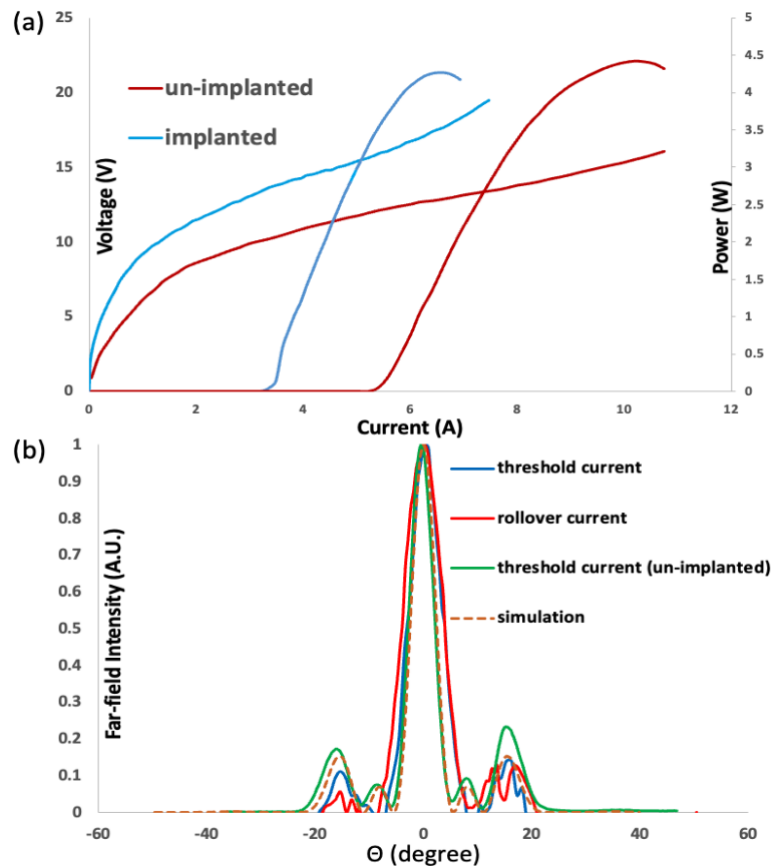 (a)
25
20
15
10
5
0
Voltage (V)
un-implanted
implanted
5
4.5
4
3.5
3
2.5
2
1.5
1
0.5
0
Power (W)
0 2 4 6 8 10 12
Current (A)
(b)
1
0.9
0.8
0.7
0.6
0.5
0.4
0.3
0.2
0.1
0
Far-field Intensity (A.U.)
threshold current
rollover current
threshold current (un-implanted)
simulation
-60 -40 -20 0 20 40 60
Θ (degree)